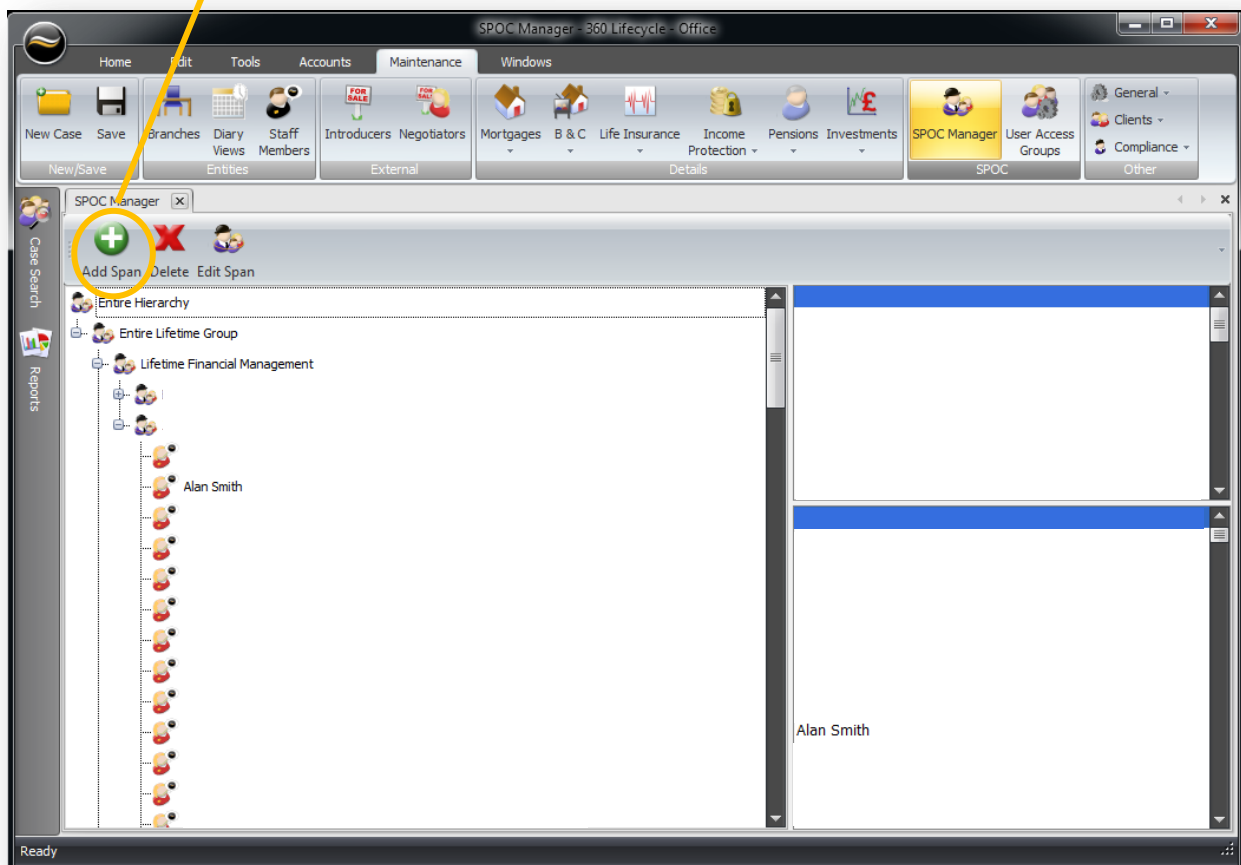 SPOC Manager - 360 Lifecycle - Office
Home Edit Tools Accounts Maintenance Windows
New Case Save Branches Diary Views Staff Members Introducers Negotiators Mortgages B & C Life Insurance Income Protection Pensions Investments SPOC Manager User Access Groups
General
Clients
Compliance
New/Save Entities External Details SPOC Other
SPOC Manager
Case Search
Reports
Add Span Delete Edit Span
Entire Hierarchy
Entire Lifetime Group
Lifetime Financial Management
Alan Smith
Alan Smith
Ready